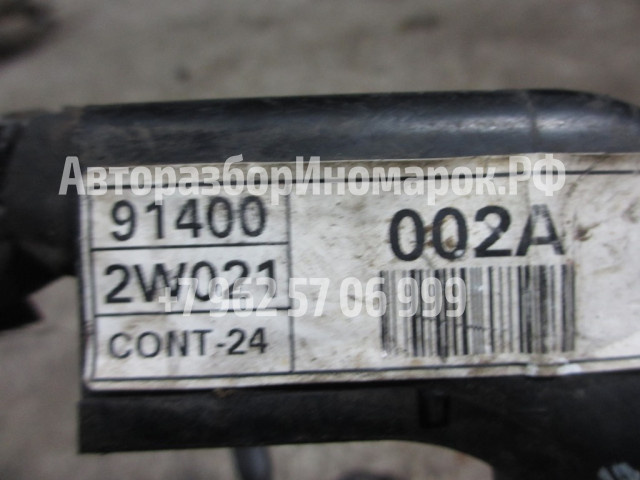 АвторазборИномарок.РФ
91400
002A
2W021
+7 962 57 06 999
CONT-24
U